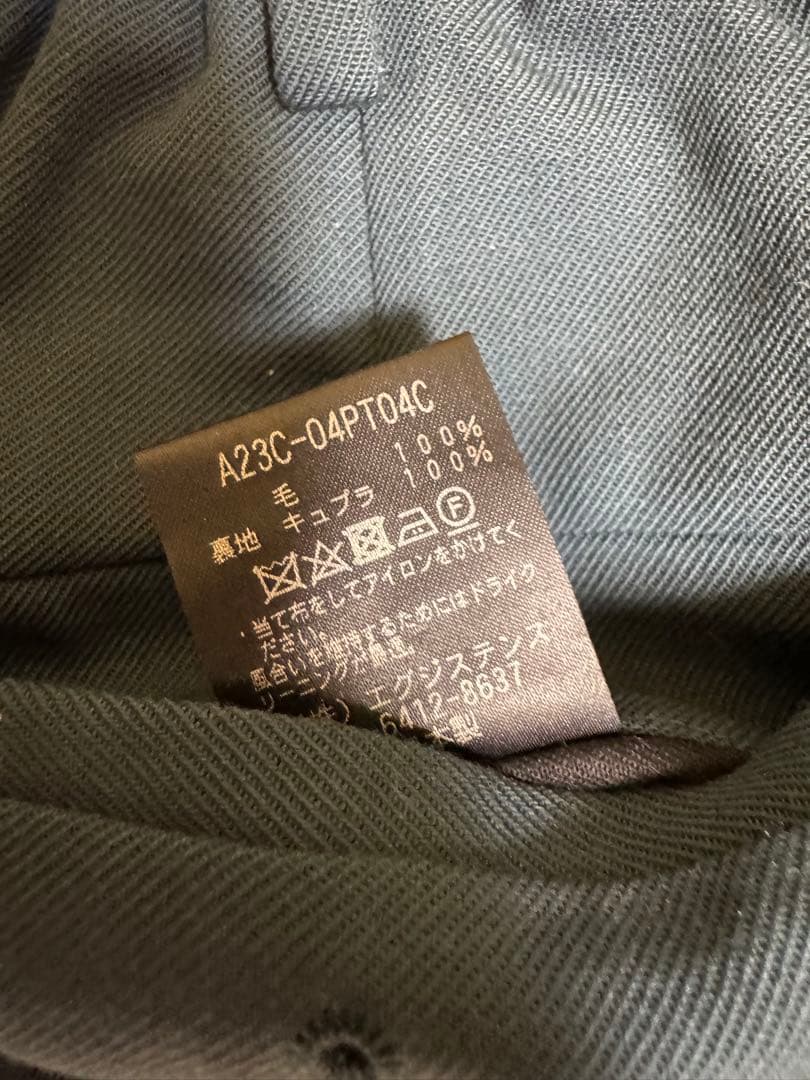 A23C-04PT04C
毛 100%
裏地 キュプラ 100%
F
・当て布をしてアイロンをかけてく
ださい。
風合いを維持するためにはドライク
リーニングが最適。
エグジステンス
6412-8637
製